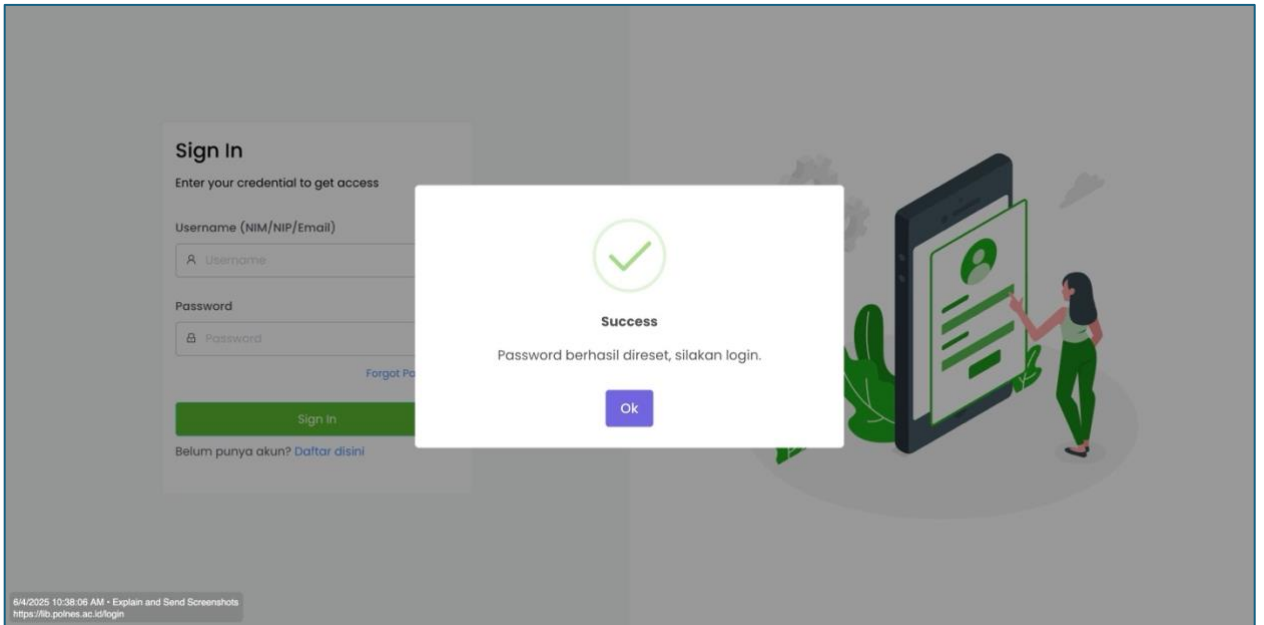 Sign In
Enter your credential to get access
Username (NIM/NIP/Email)
Username
Password
Password
Forgot Pa
Sign In
Belum punya akun? Daftar disini
Success
Password berhasil direset, silakan login.
Ok
6/4/2025 10:38:06 AM • Explain and Send Screenshots
https://lib.polnes.ac.id/login